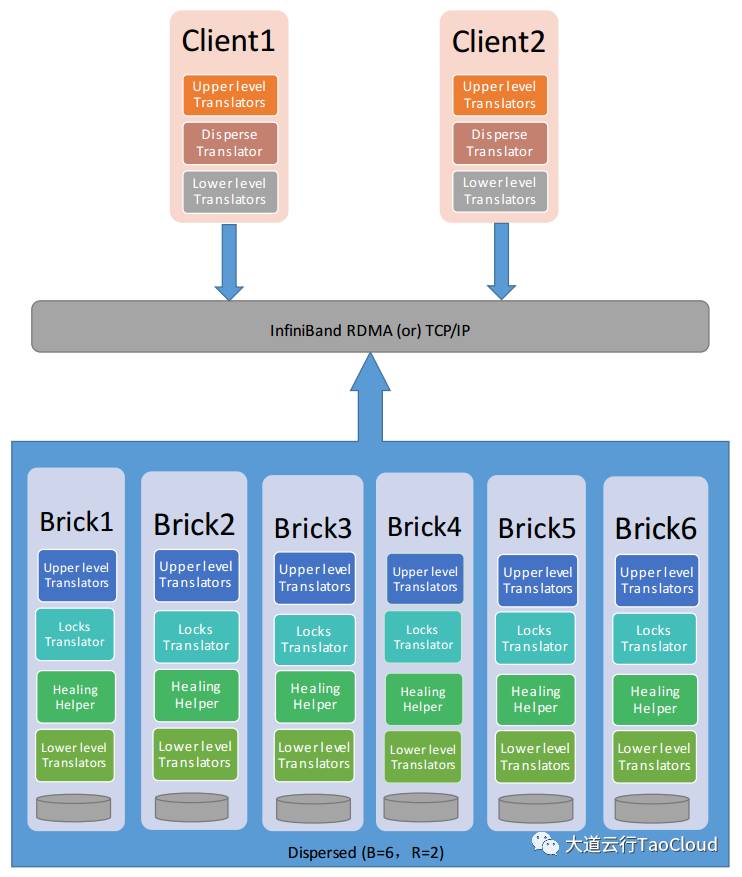 Client1
Upper level
Translators
Disperse
Translator
Lower level
Translators
Client2
Upper level
Translators
Disperse
Translator
Lower level
Translators
InfiniBand RDMA (or) TCP/IP
Brick1
Upper level
Translators
Locks
Translator
Healing
Helper
Lower level
Translators
Brick2
Upper level
Translators
Locks
Translator
Healing
Helper
Lower level
Translators
Brick3
Upper level
Translators
Locks
Translator
Healing
Helper
Lower level
Translators
Brick4
Upper level
Translators
Locks
Translator
Healing
Helper
Lower level
Translators
Brick5
Upper level
Translators
Locks
Translator
Healing
Helper
Lower level
Translators
Brick6
Upper level
Translators
Locks
Translator
Healing
Helper
Lower level
Translators
Dispersed (B=6，R=2)
大道云行TaoCloud